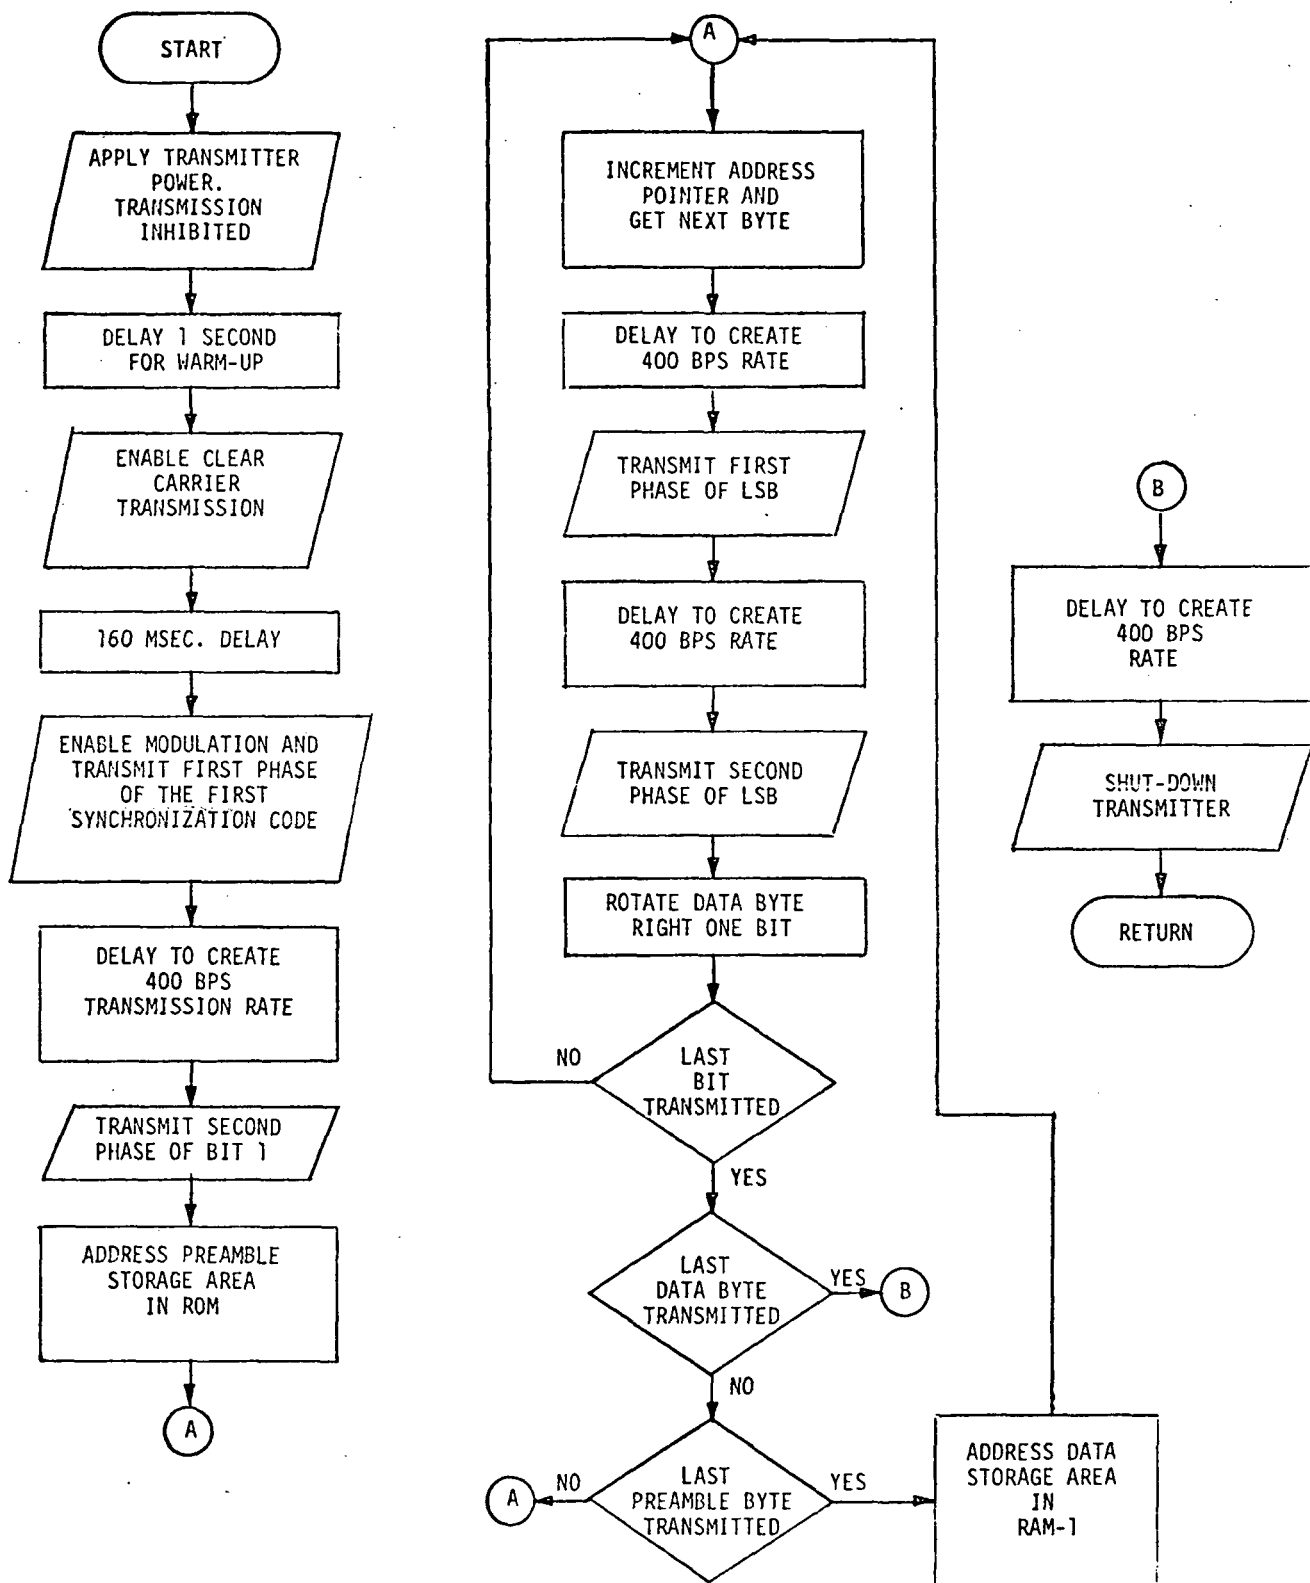 START
APPLY TRANSMITTER
POWER.
TRANSMISSION
INHIBITED
DELAY 1 SECOND
FOR WARM-UP
ENABLE CLEAR
CARRIER
TRANSMISSION
160 MSEC. DELAY
ENABLE MODULATION AND
TRANSMIT FIRST PHASE
OF THE FIRST
SYNCHRONIZATION CODE
DELAY TO CREATE
400 BPS
TRANSMISSION RATE
TRANSMIT SECOND
PHASE OF BIT 1
ADDRESS PREAMBLE
STORAGE AREA
IN ROM
A
A
INCREMENT ADDRESS
POINTER AND
GET NEXT BYTE
DELAY TO CREATE
400 BPS RATE
TRANSMIT FIRST
PHASE OF LSB
DELAY TO CREATE
400 BPS RATE
TRANSMIT SECOND
PHASE OF LSB
ROTATE DATA BYTE
RIGHT ONE BIT
NO
LAST
BIT
TRANSMITTED
YES
LAST
DATA BYTE
TRANSMITTED
YES
B
NO
LAST
PREAMBLE BYTE
TRANSMITTED
NO
A
YES
ADDRESS DATA
STORAGE AREA
IN
RAM-1
B
DELAY TO CREATE
400 BPS
RATE
SHUT-DOWN
TRANSMITTER
RETURN